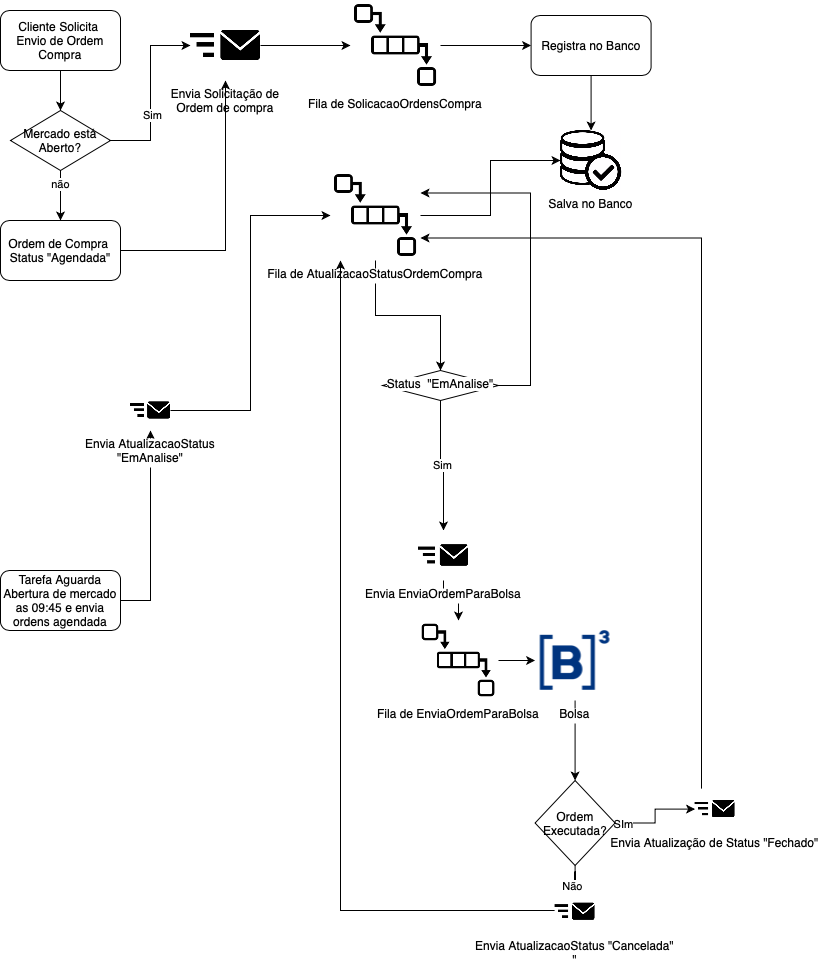 Cliente Solicita
Envio de Ordem
Compra
Mercado está
Aberto?
Sim
não
Ordem de Compra
Status "Agendada"
Envia Solicitação de
Ordem de compra
Fila de SolicacaoOrdensCompra
Registra no Banco
Salva no Banco
Fila de AtualizacaoStatusOrdemCompra
Status "EmAnalise"
Sim
Envia AtualizacaoStatus
"EmAnalise"
Tarefa Aguarda
Abertura de mercado
as 09:45 e envia
ordens agendada
Envia EnviaOrdemParaBolsa
Fila de EnviaOrdemParaBolsa
[B]³
Bolsa
Ordem
Executada?
SIm
Envia Atualização de Status "Fechado"
Não
Envia AtualizacaoStatus "Cancelada"
"